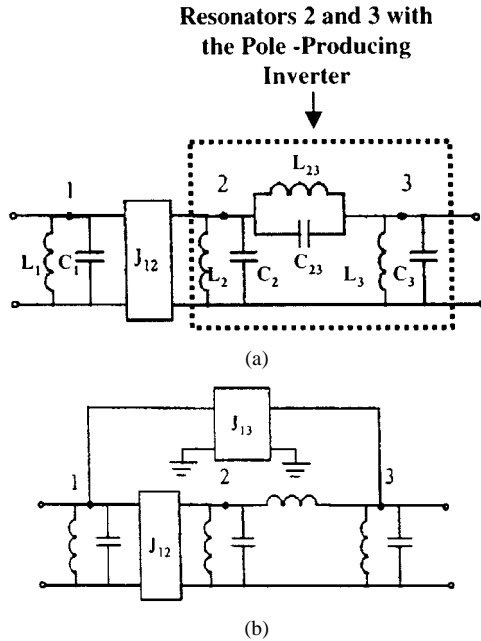 Resonators 2 and 3 with
the Pole -Producing
Inverter
L23
1
2
3
L1
C1
J12
L2
C2
C23
L3
C3
(a)
J13
1
2
3
J12
(b)